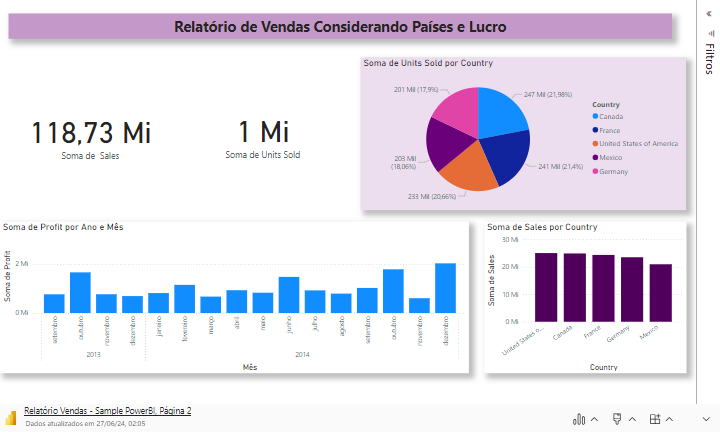 Relatório de Vendas Considerando Países e Lucro
«
Filtros
118,73 Mi
Soma de Sales
1 Mi
Soma de Units Sold
Soma de Units Sold por Country
201 Mil (17,9%)
247 Mil (21,98%)
203 Mil
(18,06%)
241 Mil (21,4%)
233 Mil (20,66%)
Country
Canada
France
United States of America
Mexico
Germany
Soma de Profit por Ano e Mês
Soma de Profit
2 Mi
0 Mi
setembro
outubro
novembro
dezembro
janeiro
fevereiro
março
abril
maio
junho
julho
agosto
setembro
outubro
novembro
dezembro
2013
2014
Mês
Soma de Sales por Country
Soma de Sales
30 Mi
20 Mi
10 Mi
0 Mi
United States o...
Canada
France
Germany
Mexico
Country
Relatório Vendas - Sample PowerBI, Página 2
Dados atualizados em 27/06/24, 02:05